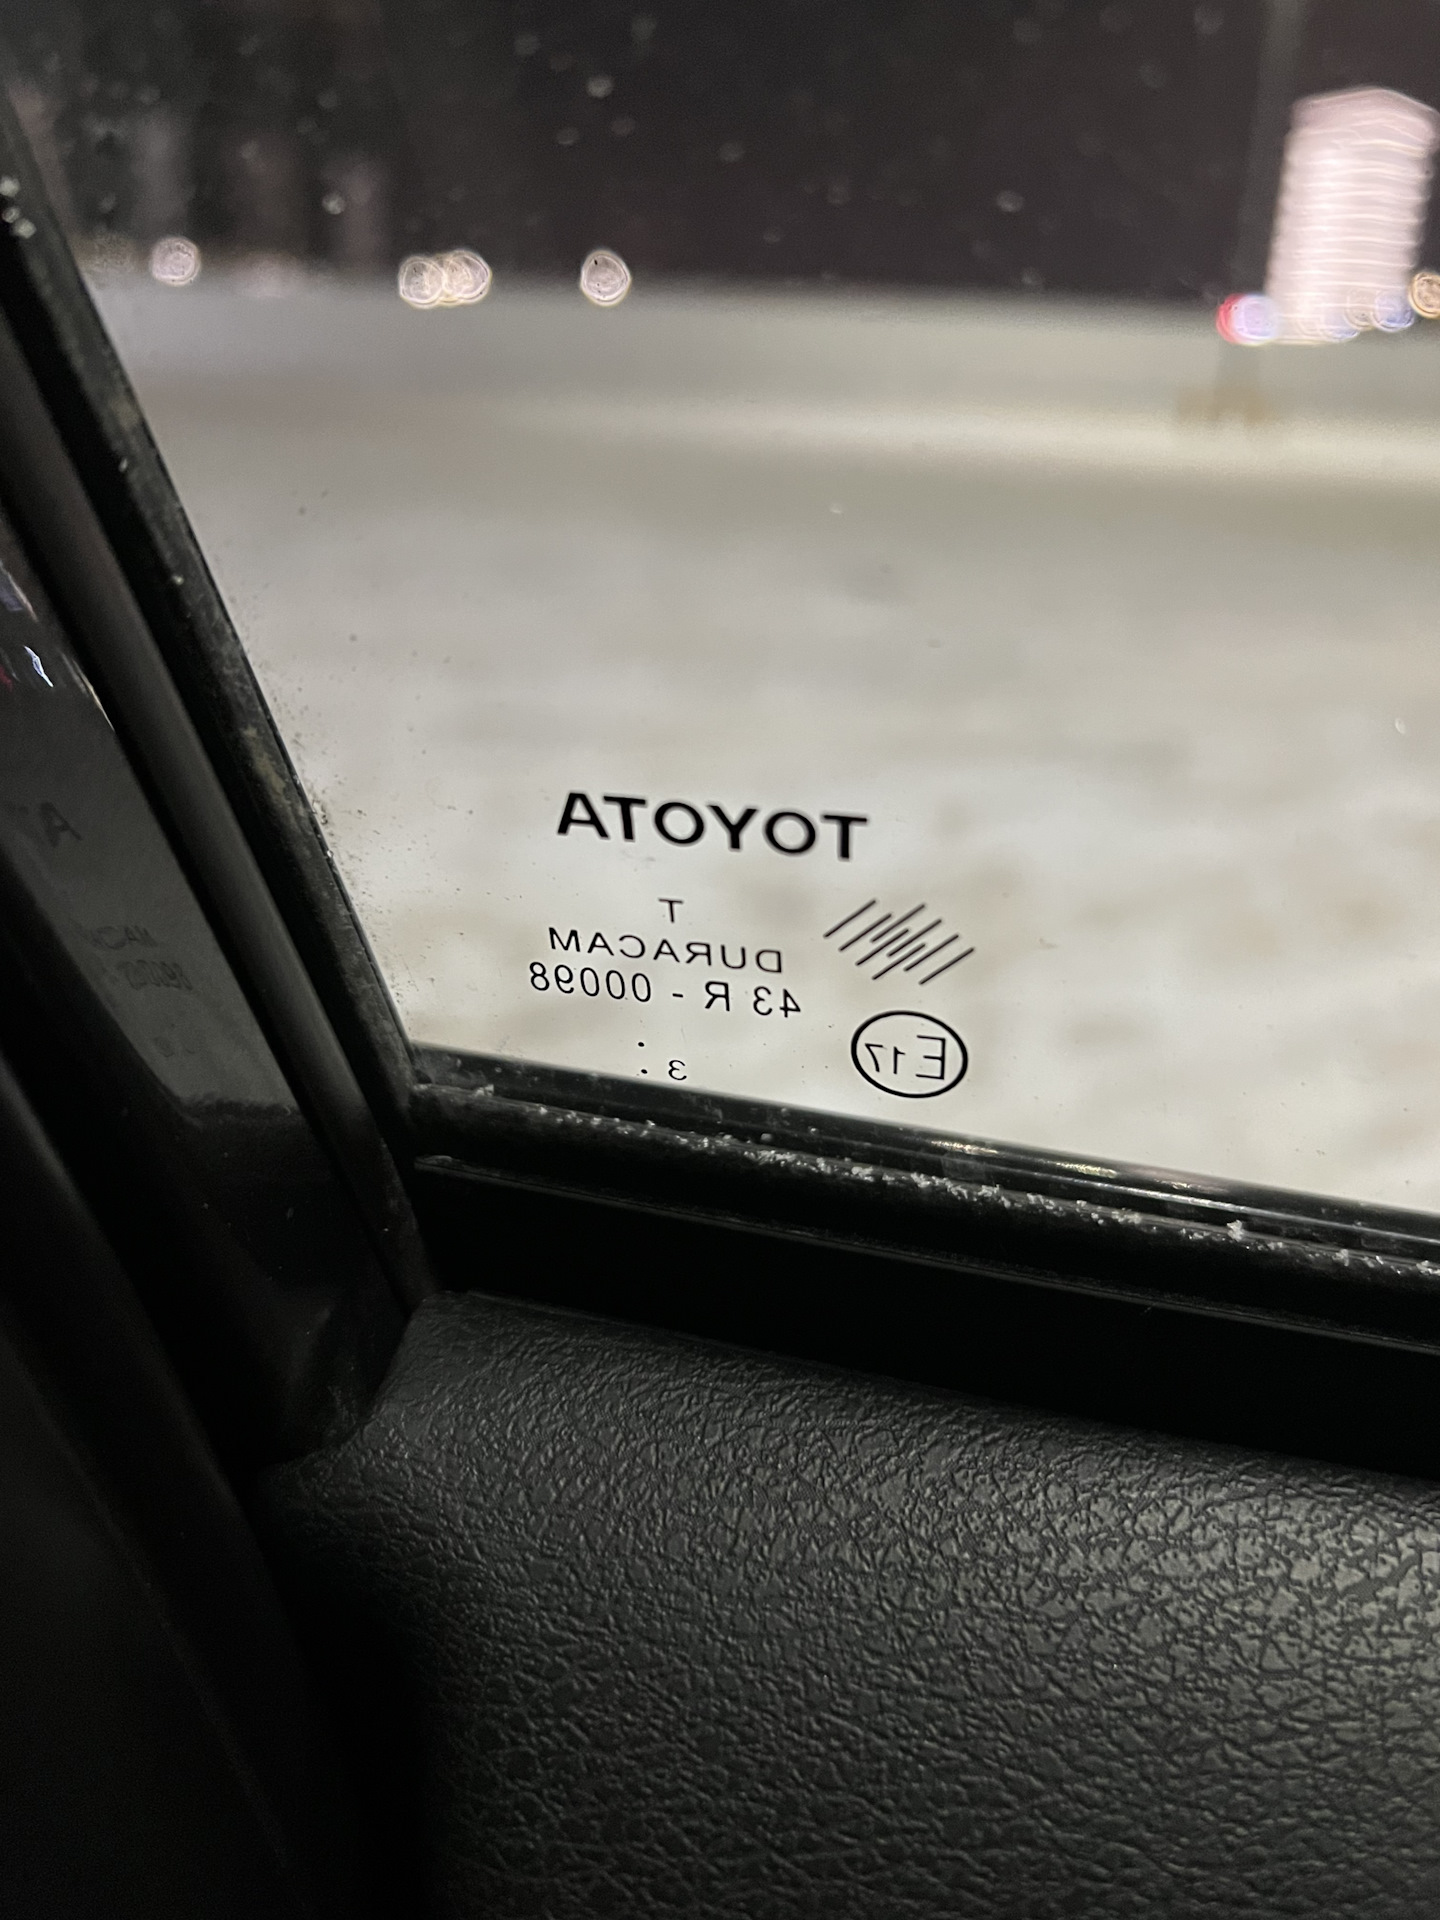 TOYOTA
T
DURACAM
43 R - 00098
E17
. .
3 .